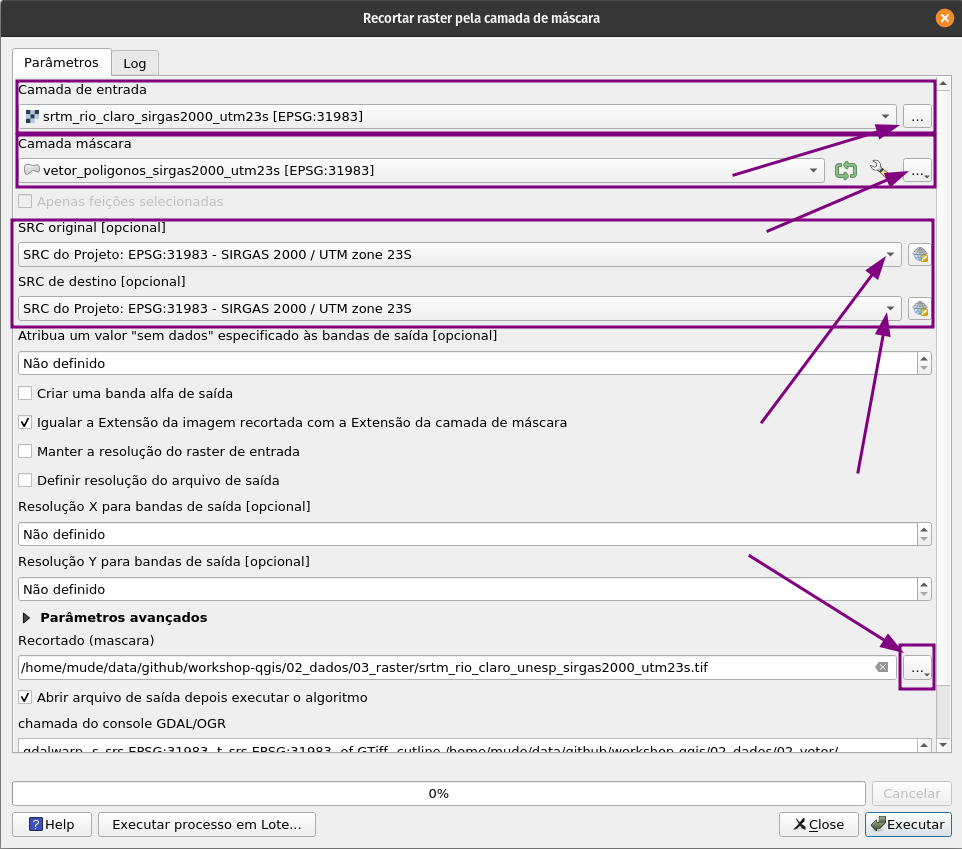 Recortar raster pela camada de máscara
Parâmetros
Log
Camada de entrada
srtm_rio_claro_sirgas2000_utm23s [EPSG:31983]
...
Camada máscara
vetor_poligonos_sirgas2000_utm23s [EPSG:31983]
...
Apenas feições selecionadas
SRC original [opcional]
SRC do Projeto: EPSG:31983 - SIRGAS 2000 / UTM zone 23S
SRC de destino [opcional]
SRC do Projeto: EPSG:31983 - SIRGAS 2000 / UTM zone 23S
Atribua um valor "sem dados" especificado às bandas de saída [opcional]
Não definido
Criar uma banda alfa de saída
Igualar a Extensão da imagem recortada com a Extensão da camada de máscara
Manter a resolução do raster de entrada
Definir resolução do arquivo de saída
Resolução X para bandas de saída [opcional]
Não definido
Resolução Y para bandas de saída [opcional]
Não definido
Parâmetros avançados
Recortado (mascara)
/home/mude/data/github/workshop-qgis/02_dados/03_raster/srtm_rio_claro_unesp_sirgas2000_utm23s.tif
...
Abrir arquivo de saída depois executar o algoritmo
chamada do console GDAL/OGR
gdalwarp -s_srs EPSG:31983 -t_srs EPSG:31983 -of GTiff -cutline /home/mude/data/github/workshop-qgis/02_dados/02_vetor/
0%
Cancelar
Help
Executar processo em Lote...
Close
Executar